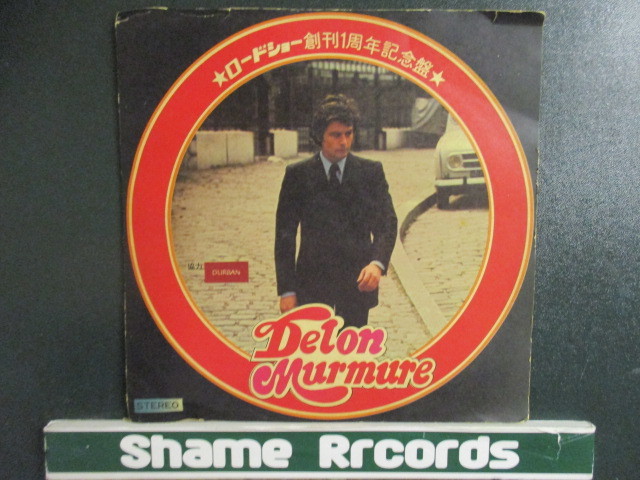 ★ロードショー創刊1周年記念盤★
協力
DURBAN
Delon
Murmure
STEREO
Shame Rrcords